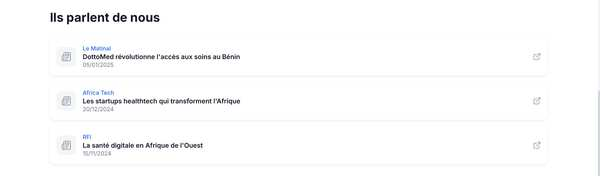 Ils parlent de nous
Le Matinal
DottoMed révolutionne l'accès aux soins au Bénin
05/01/2025
Africa Tech
Les startups healthtech qui transforment l'Afrique
20/12/2024
RFI
La santé digitale en Afrique de l'Ouest
15/11/2024